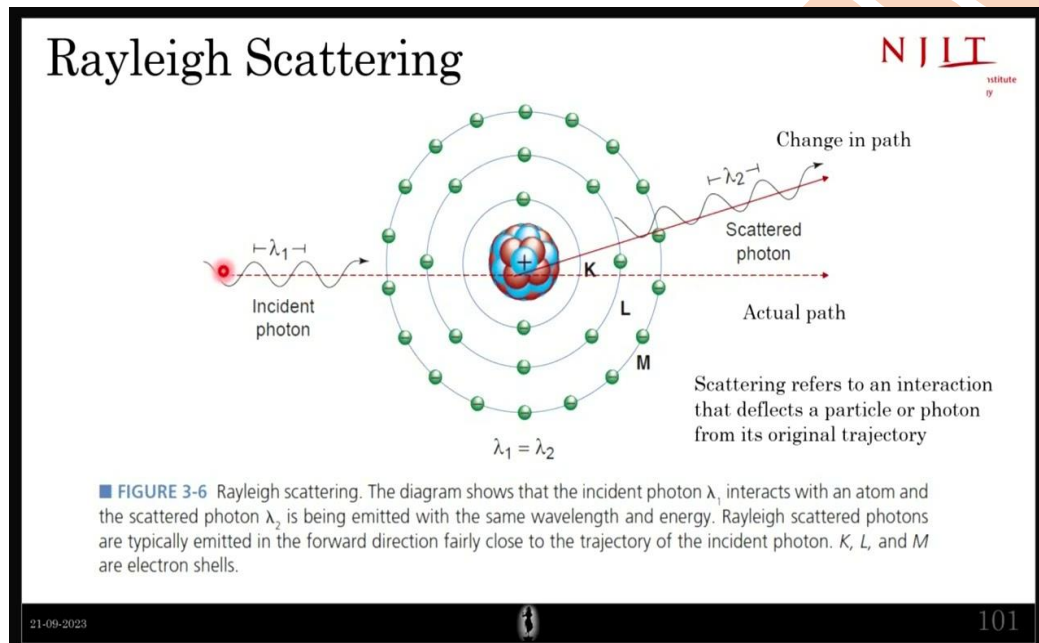 Rayleigh Scattering
NJIT
nstitute
gy
Change in path
λ2
Scattered
photon
λ1
Incident
photon
+
K
L
M
Actual path
Scattering refers to an interaction
that deflects a particle or photon
from its original trajectory
λ1 = λ2
FIGURE 3-6 Rayleigh scattering. The diagram shows that the incident photon λ1 interacts with an atom and
the scattered photon λ2 is being emitted with the same wavelength and energy. Rayleigh scattered photons
are typically emitted in the forward direction fairly close to the trajectory of the incident photon. K, L, and M
are electron shells.
21-09-2023
101